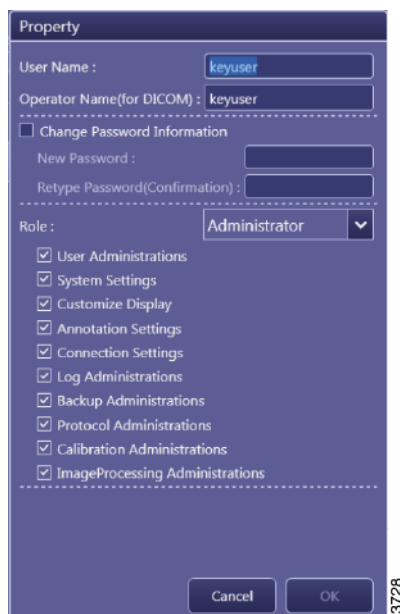 Property
User Name : keyuser
Operator Name(for DICOM) : keyuser
Change Password Information
New Password :
Retype Password(Confirmation) :
Role : Administrator
User Administrations
System Settings
Customize Display
Annotation Settings
Connection Settings
Log Administrations
Backup Administrations
Protocol Administrations
Calibration Administrations
ImageProcessing Administrations
Cancel OK
3728